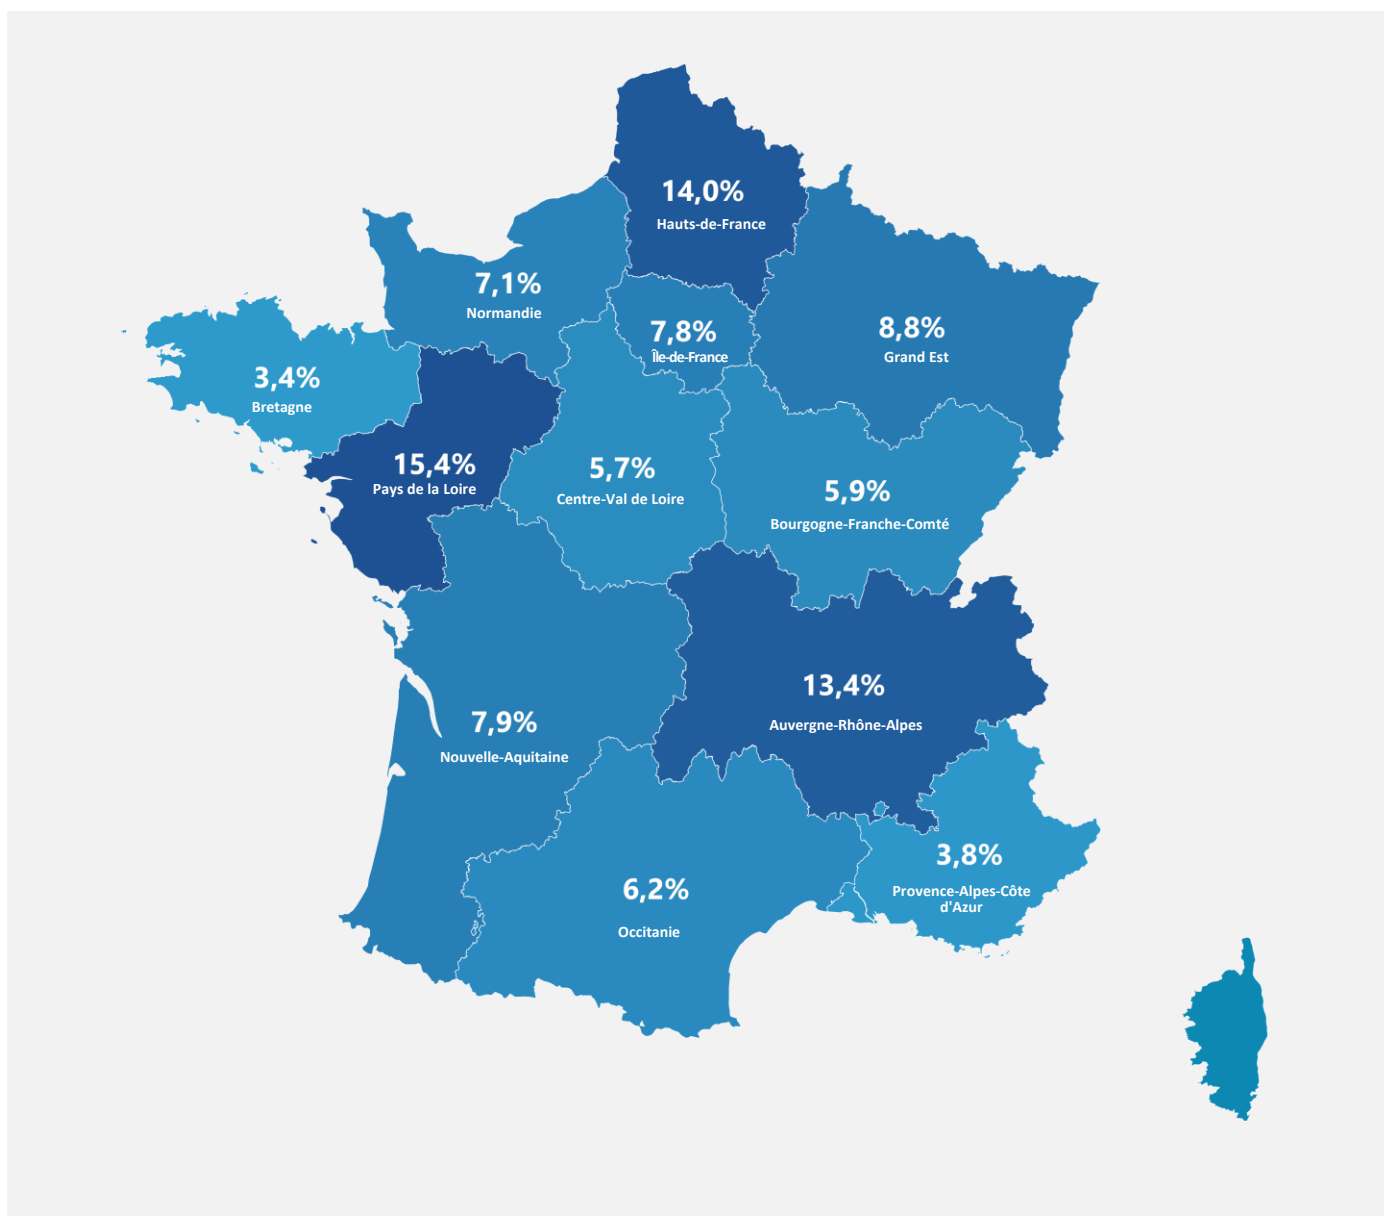 14,0%
Hauts-de-France
7,1%
Normandie
7,8%
Île-de-France
8,8%
Grand Est
3,4%
Bretagne
15,4%
Pays de la Loire
5,7%
Centre-Val de Loire
5,9%
Bourgogne-Franche-Comté
13,4%
Auvergne-Rhône-Alpes
7,9%
Nouvelle-Aquitaine
3,8%
Provence-Alpes-Côte
d'Azur
6,2%
Occitanie